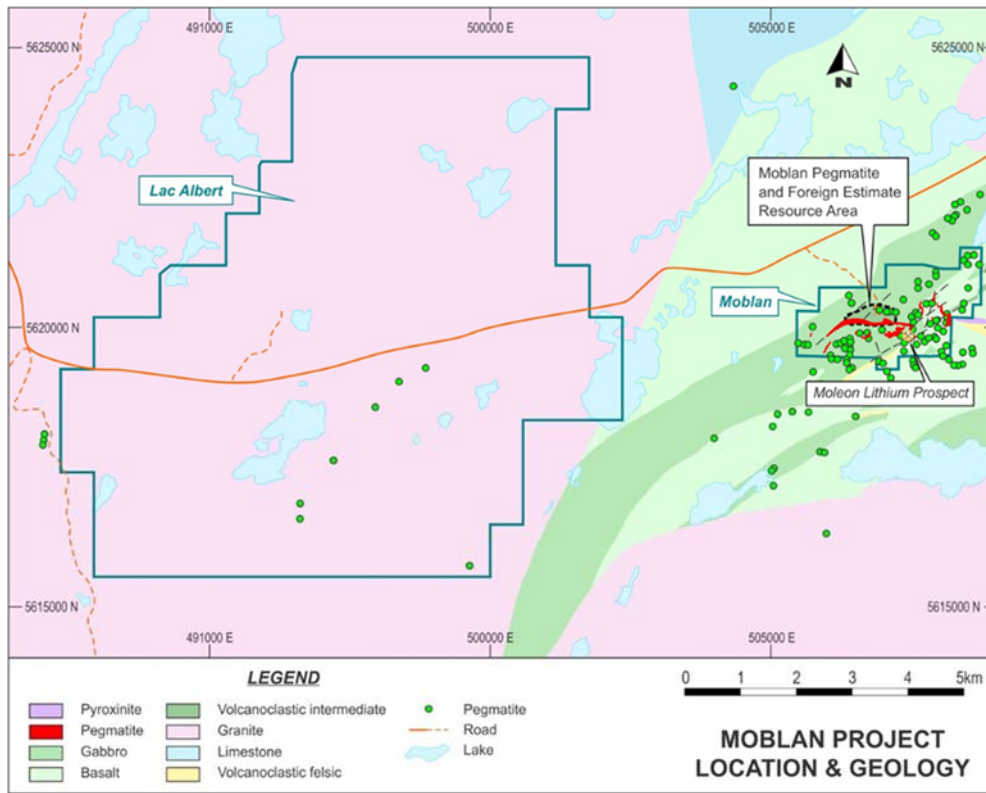 491000 E
500000 E
505000 E
5625000 N
5625000 N
N
Moblan Pegmatite
and Foreign Estimate
Resource Area
Lac Albert
Moblan
5620000 N
5620000 N
Moleon Lithium Prospect
5615000 N
5615000 N
491000 E
500000 E
505000 E
LEGEND
Pyroxinite
Pegmatite
Gabbro
Basalt
Volcanoclastic intermediate
Granite
Limestone
Volcanoclastic felsic
Pegmatite
Road
Lake
0 1 2 3 4 5km
MOBLAN PROJECT
LOCATION & GEOLOGY